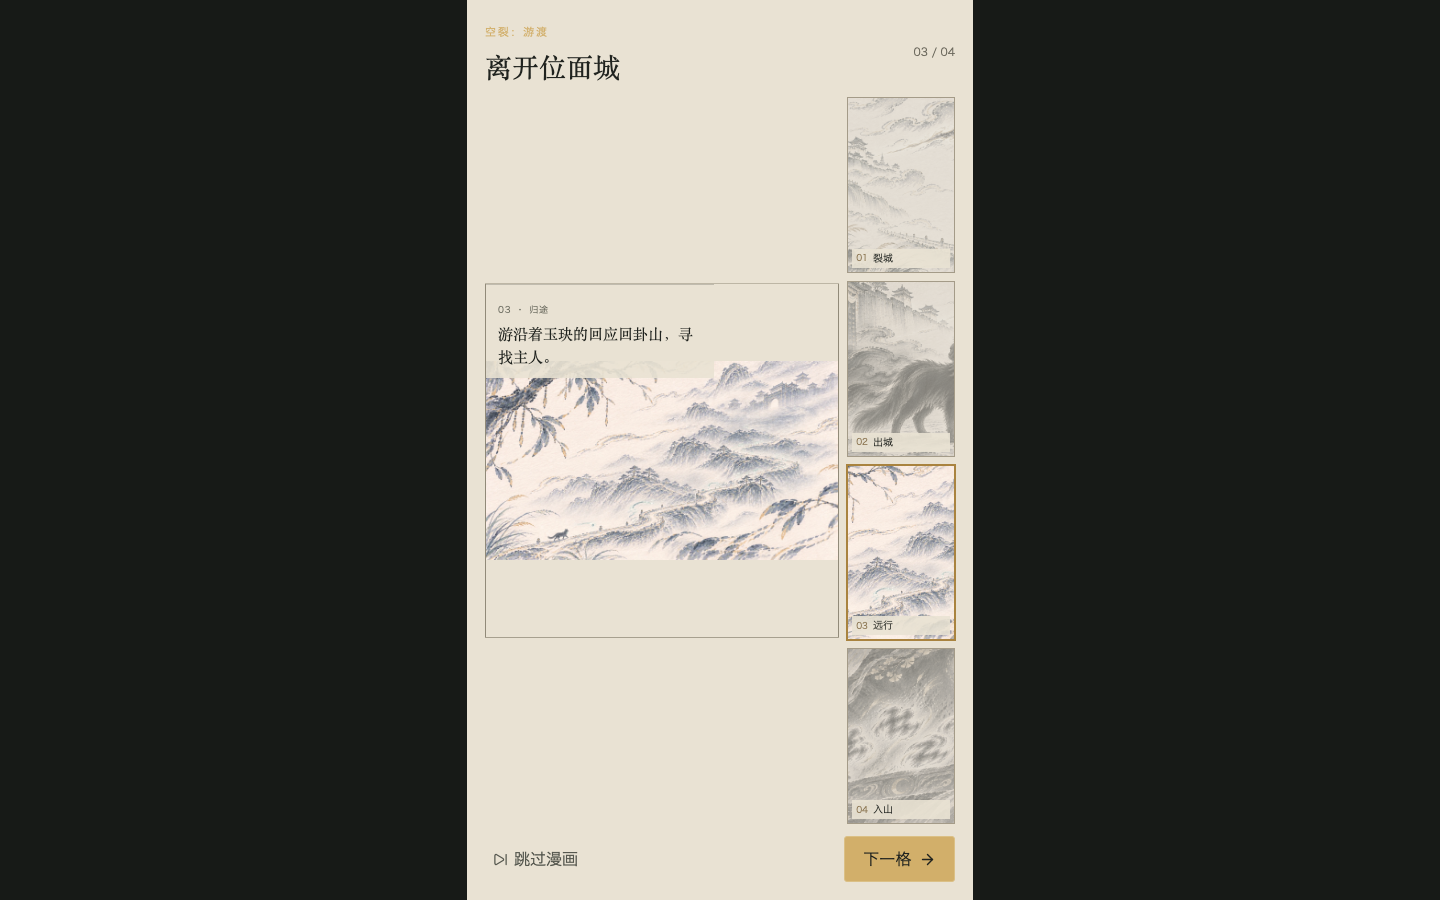 空裂：游渡
离开位面城
03 / 04
03 · 归途
游沿着玉玦的回应回卦山，寻
找主人。
01 裂城
02 出城
03 远行
04 入山
跳过漫画
下一格